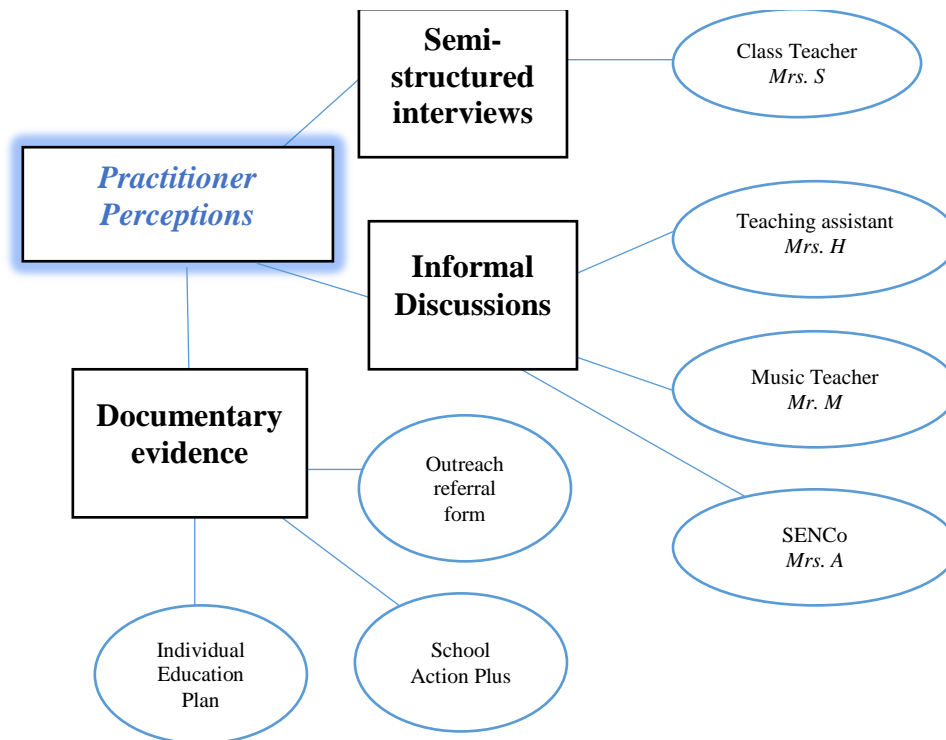 Semi-
structured
interviews
Class Teacher
Mrs. S
Practitioner
Perceptions
Informal
Discussions
Teaching assistant
Mrs. H
Music Teacher
Mr. M
SENCo
Mrs. A
Documentary
evidence
Outreach
referral
form
Individual
Education
Plan
School
Action Plus